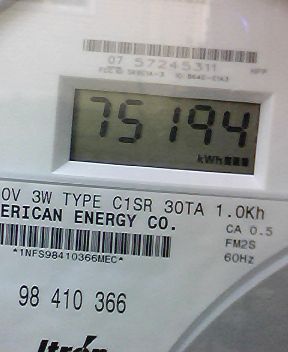 07 57245311
75194
kWh
0V 3W TYPE C1SR 30TA 1.0Kh
ERICAN ENERGY CO.
CA 0.5
FM2S
*1NFS98410366MEC*
60Hz
98 410 366
Itron